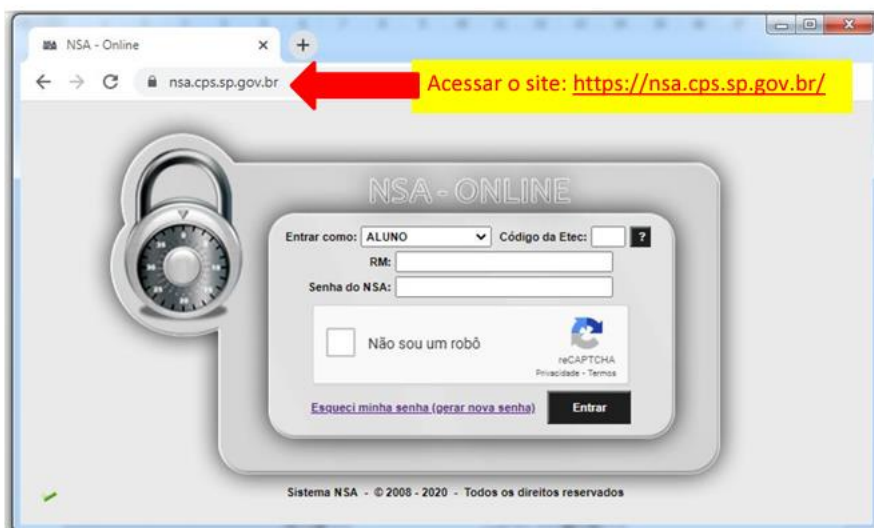 NSA - Online
nsa.cps.sp.gov.br
Acessar o site: https://nsa.cps.sp.gov.br/
NSA - ONLINE
Entrar como: ALUNO Código da Etec: ?
RM:
Senha do NSA:
Não sou um robô
reCAPTCHA
Privacidade - Termos
Esqueci minha senha (gerar nova senha) Entrar
Sistema NSA - © 2008 - 2020 - Todos os direitos reservados